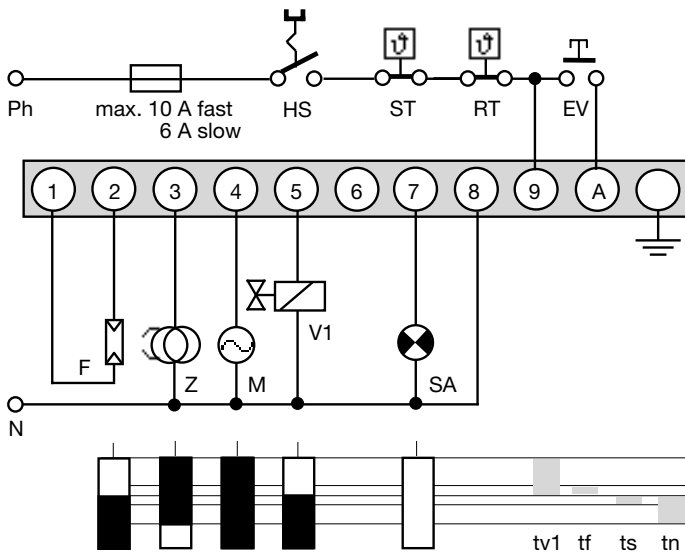 ϑ ϑ
Ph max. 10 A fast HS ST RT EV
6 A slow
1 2 3 4 5 6 7 8 9 A
V1
F Z M SA
N
tv1 tf ts tn